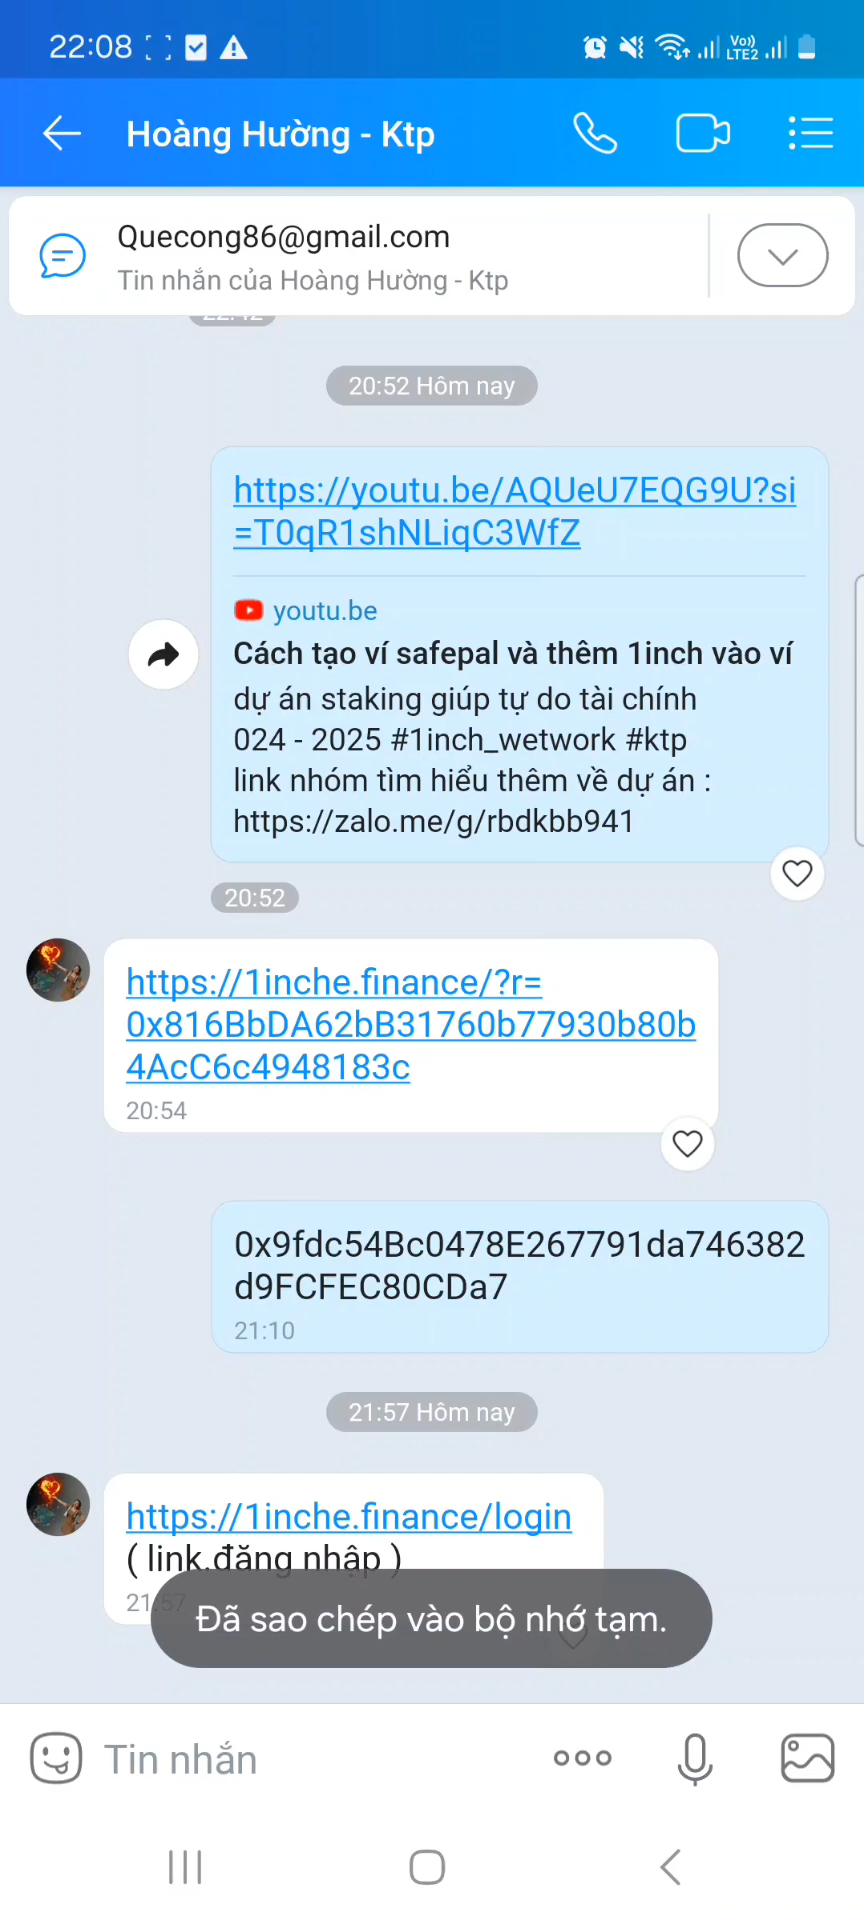 22:08
Vo))
LTE2
Hoàng Hường - Ktp
Quecong86@gmail.com
Tin nhắn của Hoàng Hường - Ktp
22:42
20:52 Hôm nay
https://youtu.be/AQUeU7EQG9U?si
=T0qR1shNLiqC3WfZ
youtu.be
Cách tạo ví safepal và thêm 1inch vào ví
dự án staking giúp tự do tài chính
024 - 2025 #1inch_wetwork #ktp
link nhóm tìm hiểu thêm về dự án :
https://zalo.me/g/rbdkbb941
20:52
https://1inche.finance/?r=
0x816BbDA62bB31760b77930b80b
4AcC6c4948183c
20:54
0x9fdc54Bc0478E267791da746382
d9FCFEC80CDa7
21:10
21:57 Hôm nay
https://1inche.finance/login
( link.đăng nhập )
21:57
Đã sao chép vào bộ nhớ tạm.
Tin nhắn